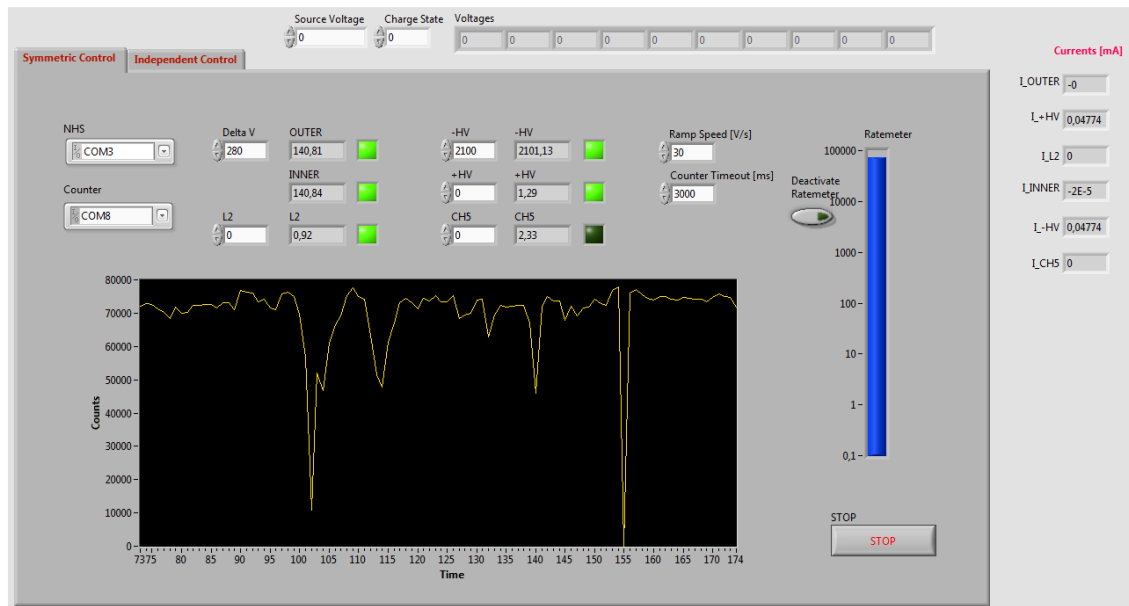 Source Voltage Charge State Voltages
0 0 0 0 0 0 0 0 0 0 0 0
Symmetric Control Independent Control
Currents [mA]
I_OUTER -0
I_+HV 0,04774
I_L2 0
I_INNER -2E-5
I_-HV 0,04774
I_CH5 0
NHS
COM3
Counter
COM8
Delta V OUTER
280 140,81
INNER
140,84
L2 L2
0 0,92
-HV -HV
2100 2101,13
+HV +HV
0 1,29
CH5 CH5
0 2,33
Ramp Speed [V/s]
30
Counter Timeout [ms]
3000
Deactivate
Ratemeter
Ratemeter
100000
10000
1000
100
10
1
0,1
80000
70000
60000
50000
40000
30000
20000
10000
0
Counts
7375 80 85 90 95 100 105 110 115 120 125 130 135 140 145 150 155 160 165 170 174
Time
STOP
STOP